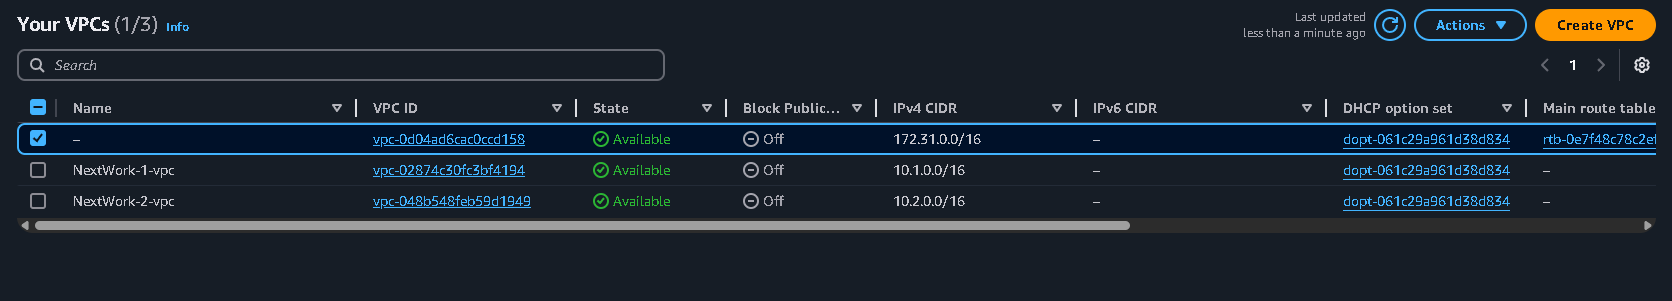 Your VPCs (1/3) Info
Last updated
less than a minute ago
Actions
Create VPC
Search
1
Name VPC ID State Block Public... IPv4 CIDR IPv6 CIDR DHCP option set Main route table
– vpc-0d04ad6cac0ccd158 Available Off 172.31.0.0/16 – dopt-061c29a961d38d834 rtb-0e7f48c78c2ef
NextWork-1-vpc vpc-02874c30fc3bf4194 Available Off 10.1.0.0/16 – dopt-061c29a961d38d834 –
NextWork-2-vpc vpc-048b548feb59d1949 Available Off 10.2.0.0/16 – dopt-061c29a961d38d834 –